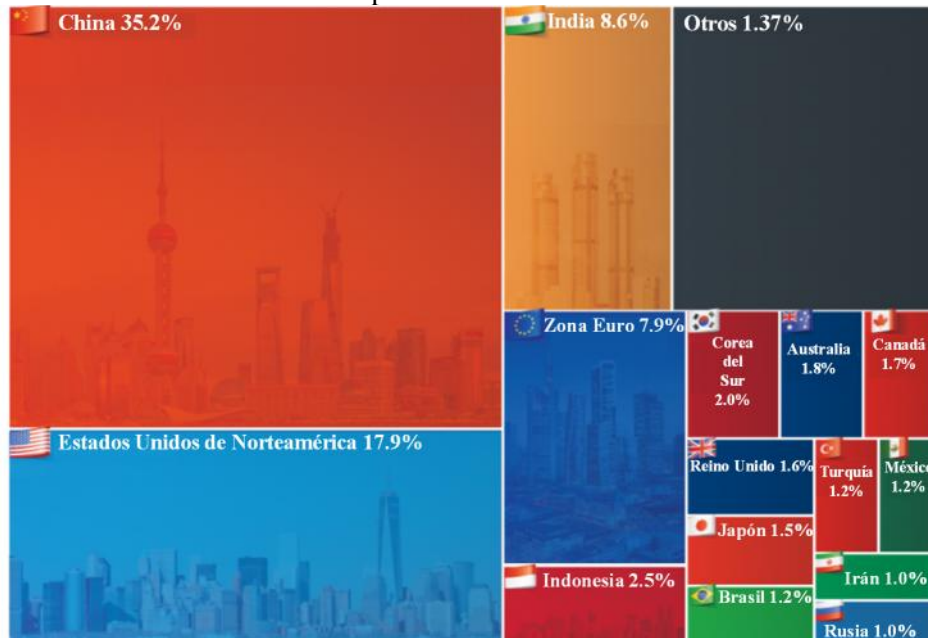 China 35.2%
India 8.6%
Otros 1.37%
Estados Unidos de Norteamérica 17.9%
Zona Euro 7.9%
Corea
del
Sur
2.0%
Australia
1.8%
Canadá
1.7%
Reino Unido 1.6%
Turquía
1.2%
México
1.2%
Japón 1.5%
Indonesia 2.5%
Brasil 1.2%
Irán 1.0%
Rusia 1.0%